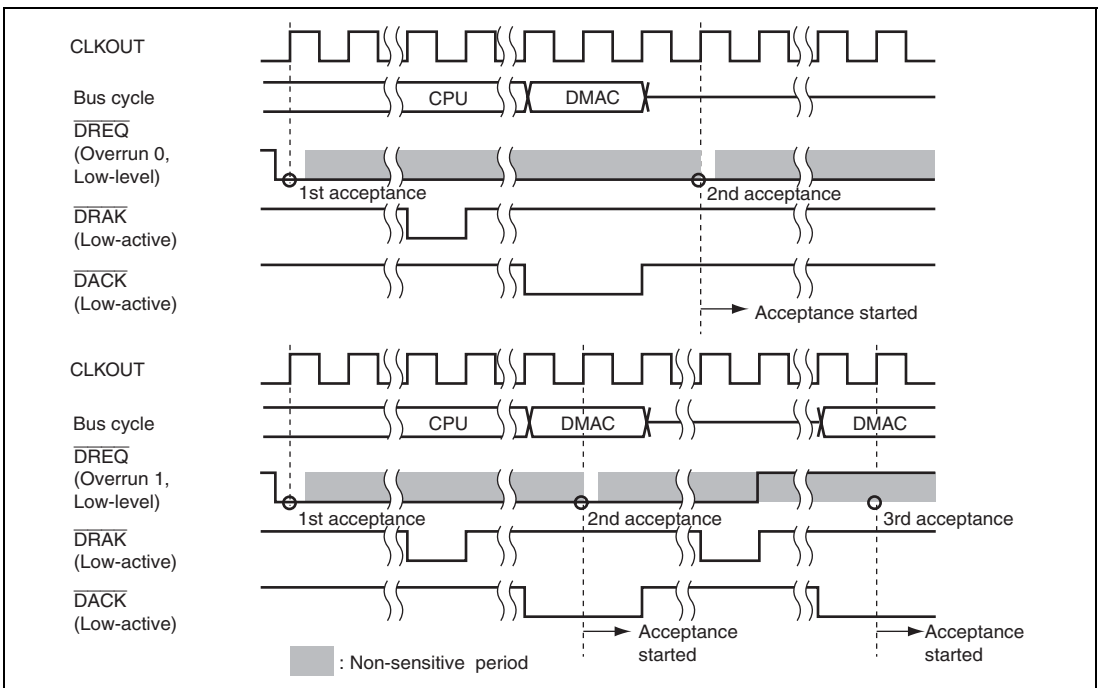 CLKOUT
Bus cycle
CPU
DMAC
DREQ
(Overrun 0,
Low-level)
1st acceptance
2nd acceptance
DRAK
(Low-active)
DACK
(Low-active)
Acceptance started
CLKOUT
Bus cycle
CPU
DMAC
DMAC
DREQ
(Overrun 1,
Low-level)
1st acceptance
2nd acceptance
3rd acceptance
DRAK
(Low-active)
DACK
(Low-active)
Acceptance
started
Acceptance
started
: Non-sensitive period